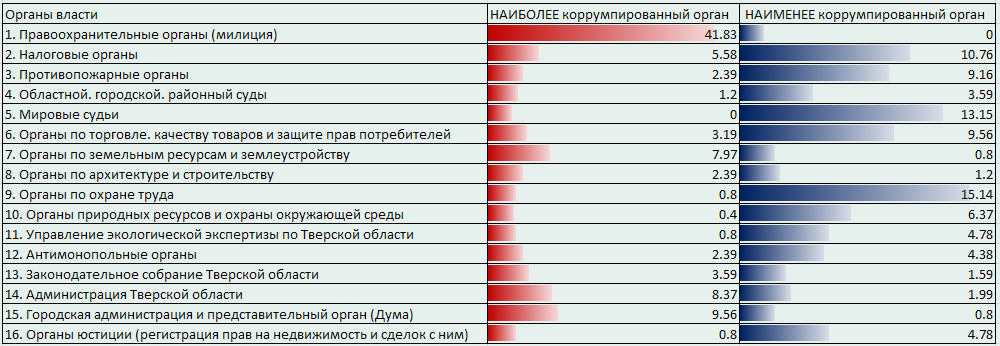 Органы власти НАИБОЛЕЕ коррумпированный орган НАИМЕНЕЕ коррумпированный орган
1. Правоохранительные органы (милиция) 41.83 0
2. Налоговые органы 5.58 10.76
3. Противопожарные органы 2.39 9.16
4. Областной. городской. районный суды 1.2 3.59
5. Мировые судьи 0 13.15
6. Органы по торговле. качеству товаров и защите прав потребителей 3.19 9.56
7. Органы по земельным ресурсам и землеустройству 7.97 0.8
8. Органы по архитектуре и строительству 2.39 1.2
9. Органы по охране труда 0.8 15.14
10. Органы природных ресурсов и охраны окружающей среды 0.4 6.37
11. Управление экологической экспертизы по Тверской области 0.8 4.78
12. Антимонопольные органы 2.39 4.38
13. Законодательное собрание Тверской области 3.59 1.59
14. Администрация Тверской области 8.37 1.99
15. Городская администрация и представительный орган (Дума) 9.56 0.8
16. Органы юстиции (регистрация прав на недвижимость и сделок с ним) 0.8 4.78